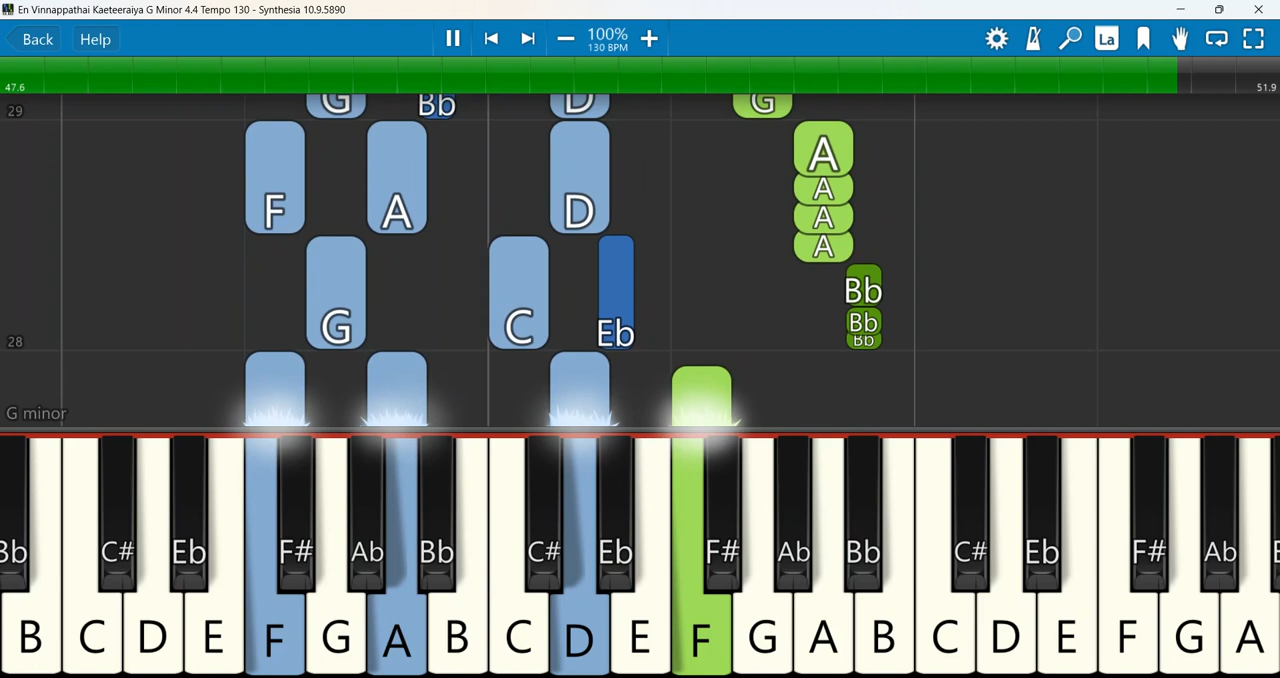 En Vinnappathai Kaeteeraiya G Minor 4.4 Tempo 130 - Synthesia 10.9.5890
Back Help 100% La
130 BPM
47.6 51.9
29 G Bb D G
F A D A
A
A
A
G C Eb Bb
Bb
28 Bb
G minor
Bb C# Eb F# Ab Bb C# Eb F# Ab Bb C# Eb F# Ab E
B C D E F G A B C D E F G A B C D E F G A